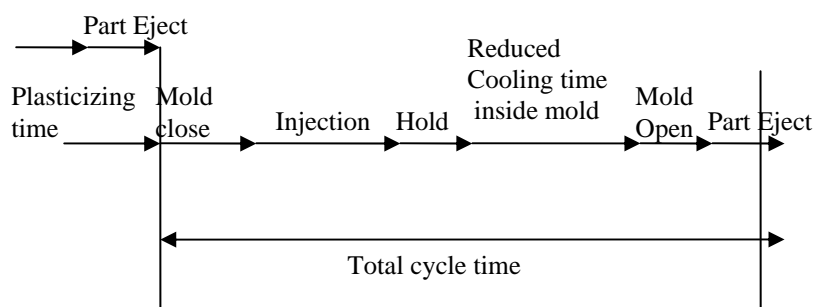 Part Eject
Plasticizing
time
Mold
close
Injection
Hold
Reduced
Cooling time
inside mold
Mold
Open
Part Eject
Total cycle time